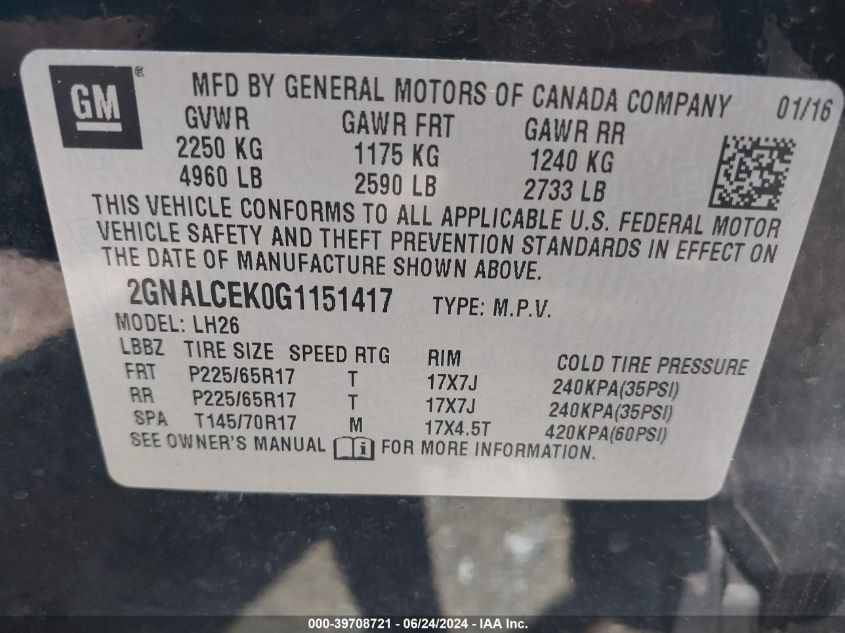 GM ®
MFD BY GENERAL MOTORS OF CANADA COMPANY 01/16
GVWR GAWR FRT GAWR RR
2250 KG 1175 KG 1240 KG
4960 LB 2590 LB 2733 LB
THIS VEHICLE CONFORMS TO ALL APPLICABLE U.S. FEDERAL MOTOR
VEHICLE SAFETY AND THEFT PREVENTION STANDARDS IN EFFECT ON
THE DATE OF MANUFACTURE SHOWN ABOVE.
2GNALCEK0G1151417 TYPE: M.P.V.
MODEL: LH26
LBBZ TIRE SIZE SPEED RTG RIM COLD TIRE PRESSURE
FRT P225/65R17 T 17X7J 240KPA(35PSI)
RR P225/65R17 T 17X7J 240KPA(35PSI)
SPA T145/70R17 M 17X4.5T 420KPA(60PSI)
SEE OWNER'S MANUAL i FOR MORE INFORMATION.
000-39708721 - 06/24/2024 - IAA Inc.